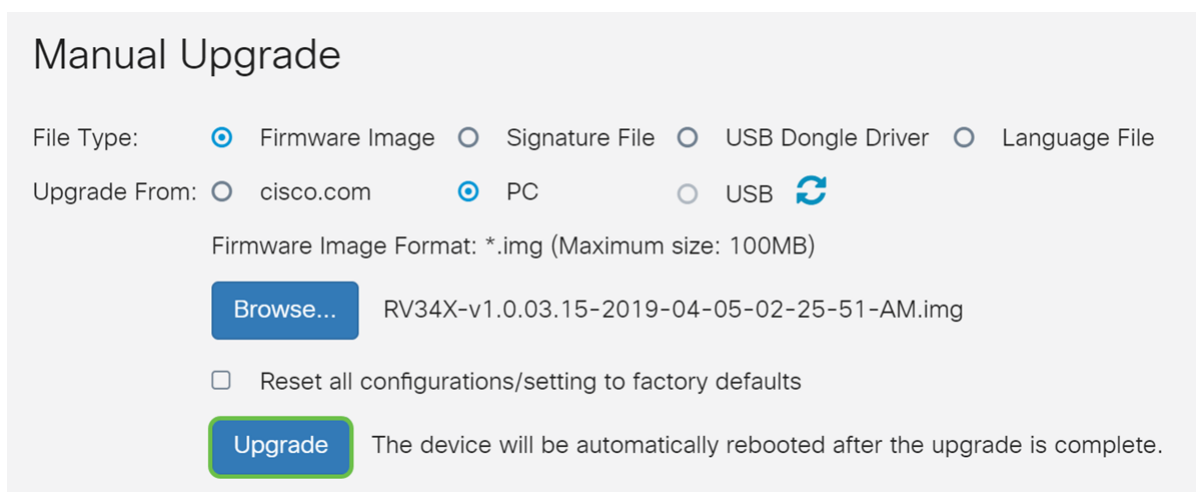 Manual Upgrade
File Type: Firmware Image Signature File USB Dongle Driver Language File
Upgrade From: cisco.com PC USB
Firmware Image Format: *.img (Maximum size: 100MB)
Browse... RV34X-v1.0.03.15-2019-04-05-02-25-51-AM.img
Reset all configurations/setting to factory defaults
Upgrade The device will be automatically rebooted after the upgrade is complete.